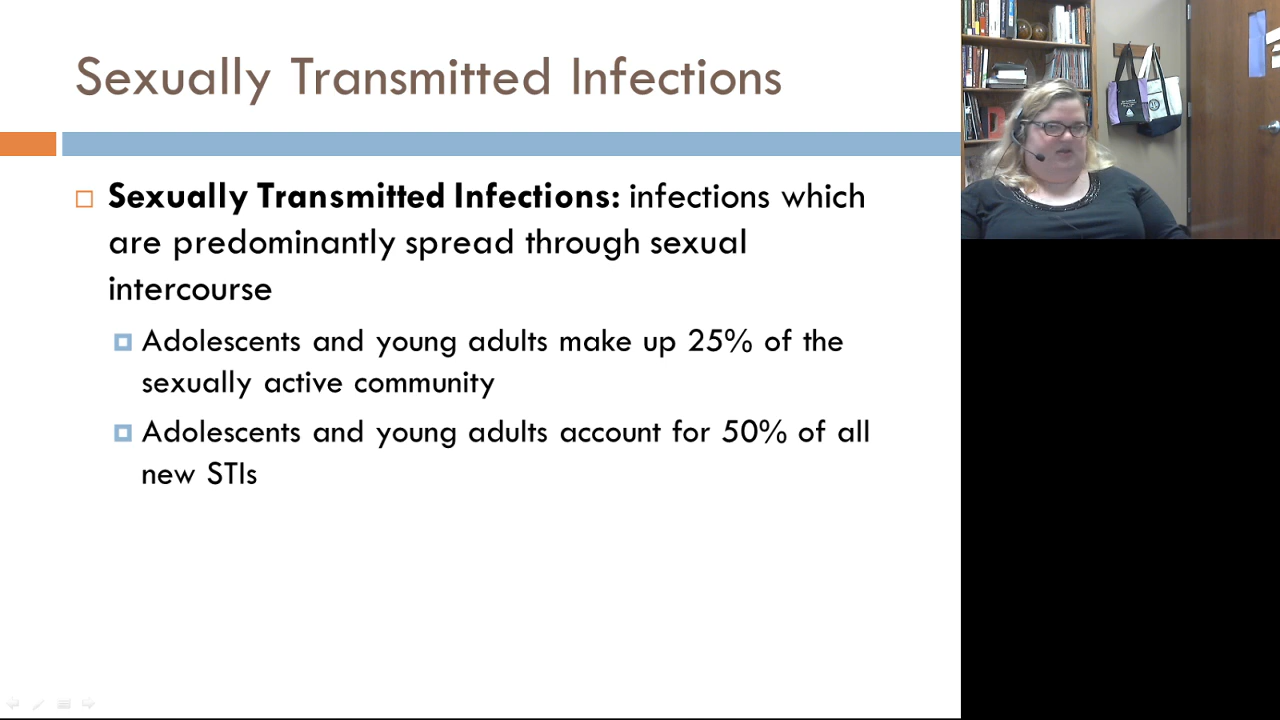 Sexually Transmitted Infections
Sexually Transmitted Infections: infections which
are predominantly spread through sexual
intercourse
Adolescents and young adults make up 25% of the
sexually active community
Adolescents and young adults account for 50% of all
new STIs